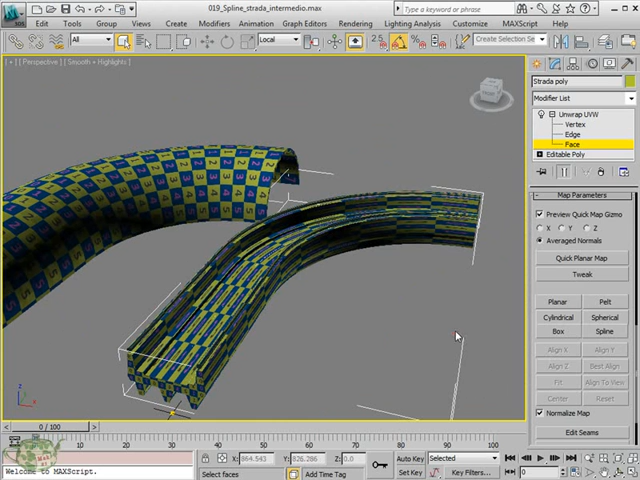 019_Spline_strada_intermedio.max
Edit Tools Group Views Create Modifiers Animation Graph Editors Rendering Lighting Analysis Customize MAXScript Help
All Local 2.5 Create Selection Se
[ + ] [ Perspective ] [ Smooth + Highlights ]
Strada poly
Modifier List
Unwrap UVW
Vertex
Edge
Face
Editable Poly
Map Parameters
Preview Quick Map Gizmo
X Y Z
Averaged Normals
Quick Planar Map
Tweak
Planar Pelt
Cylindrical Spherical
Box Spline
Align X Align Y
Align Z Best Align
Fit Align To View
Center Reset
Normalize Map
Edit Seams
0 / 100
10 20 30 40 50 60 70 80 90 100
X: 864.543 Y: 826.286 Z: 0.0
Auto Key Selected
Welcome to MAXScript.
Select faces Add Time Tag
Set Key Key Filters... 0